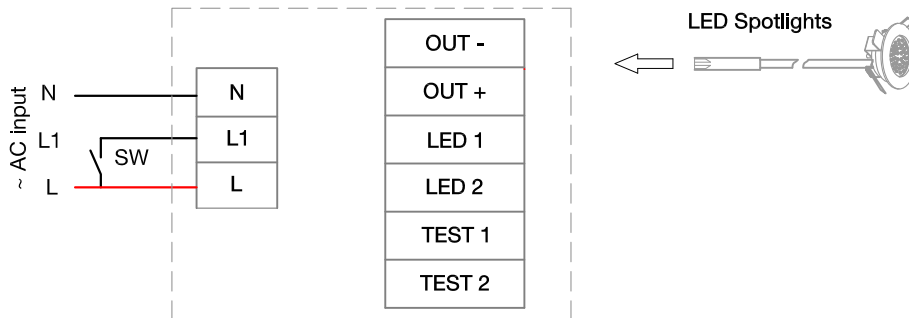 LED Spotlights
OUT -
OUT +
LED 1
LED 2
TEST 1
TEST 2
~ AC input
N
L1
L
SW
N
L1
L